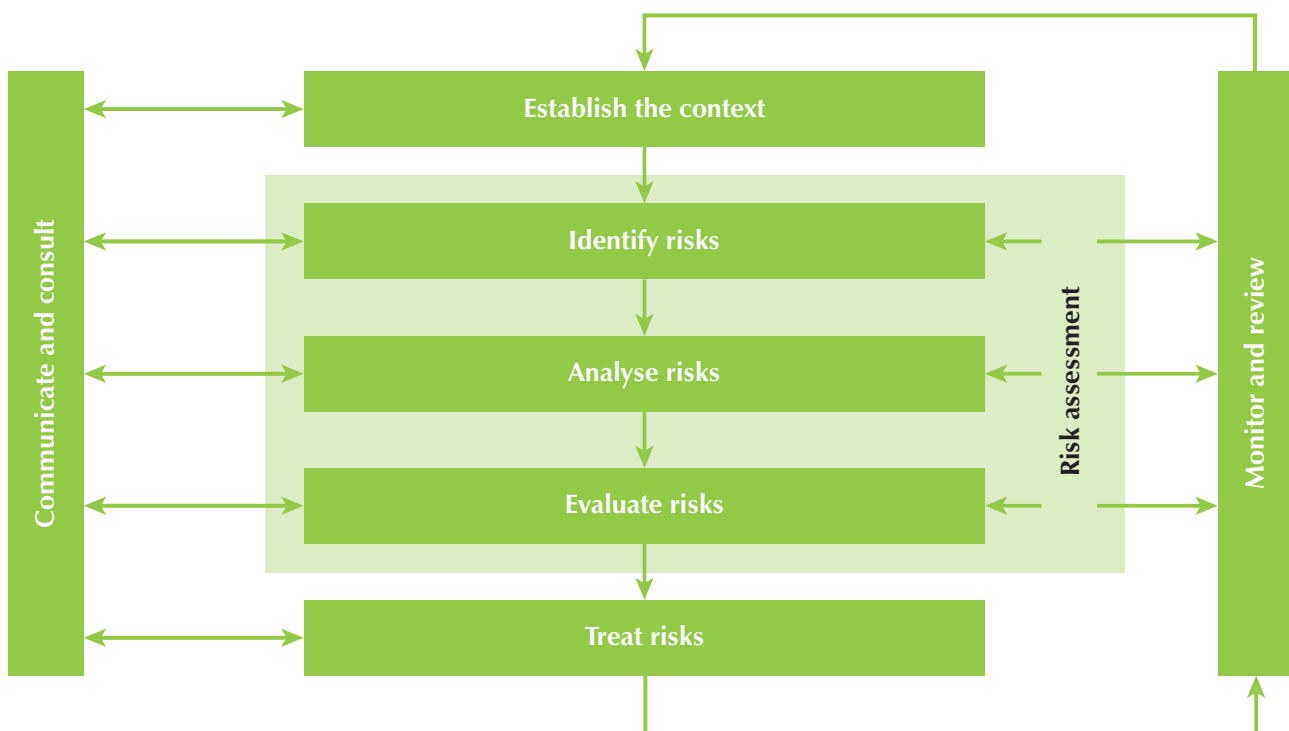 Establish the context
Communicate and consult
Identify risks
Analyse risks
Evaluate risks
Risk assessment
Monitor and review
Treat risks